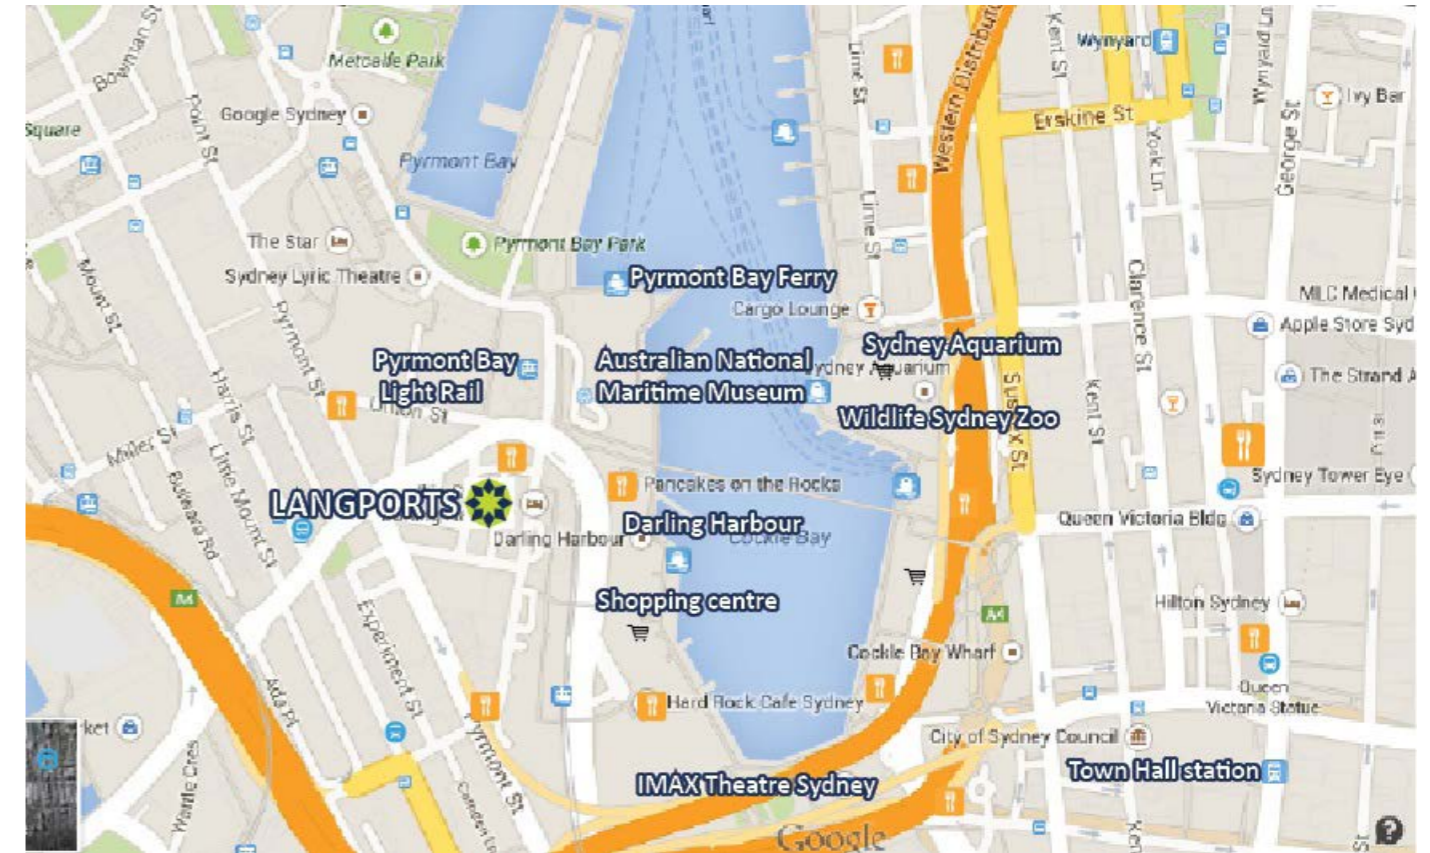 Bowman St
Metcalfe Park
Google Sydney
Square
Point St
Pyrmont Bay
The Star
Pyrmont Bay Park
Sydney Lyric Theatre
Mount St
Pyrmont St
Harris St
Pyrmont Bay
Light Rail
Union St
Miller St
Little Mount St
Bulwara Rd
LANGPORTS
Darling Harbour
A4
Experiment St
Ada Pl
Wattle Cres
Pyrmont St
Pyrmont Bay Ferry
Cargo Lounge
Australian National
Maritime Museum
Sydney Aquarium
Wildlife Sydney Zoo
Pancakes on the Rocks
Darling Harbour
Cockle Bay
Shopping centre
Cockle Bay Wharf
Hard Rock Cafe Sydney
IMAX Theatre Sydney
Google
Lime St
Lime St
Western Distributor
Kent St
Wynyard
Erskine St
York Ln
Wynyard Ln
George St
Ivy Bar
Clarence St
Sussex St
Kent St
MLC Medical
Apple Store Syd
The Strand A
Sydney Tower Eye
Queen Victoria Bldg
A4
Hilton Sydney
Queen
Victoria Statue
City of Sydney Council
Town Hall station